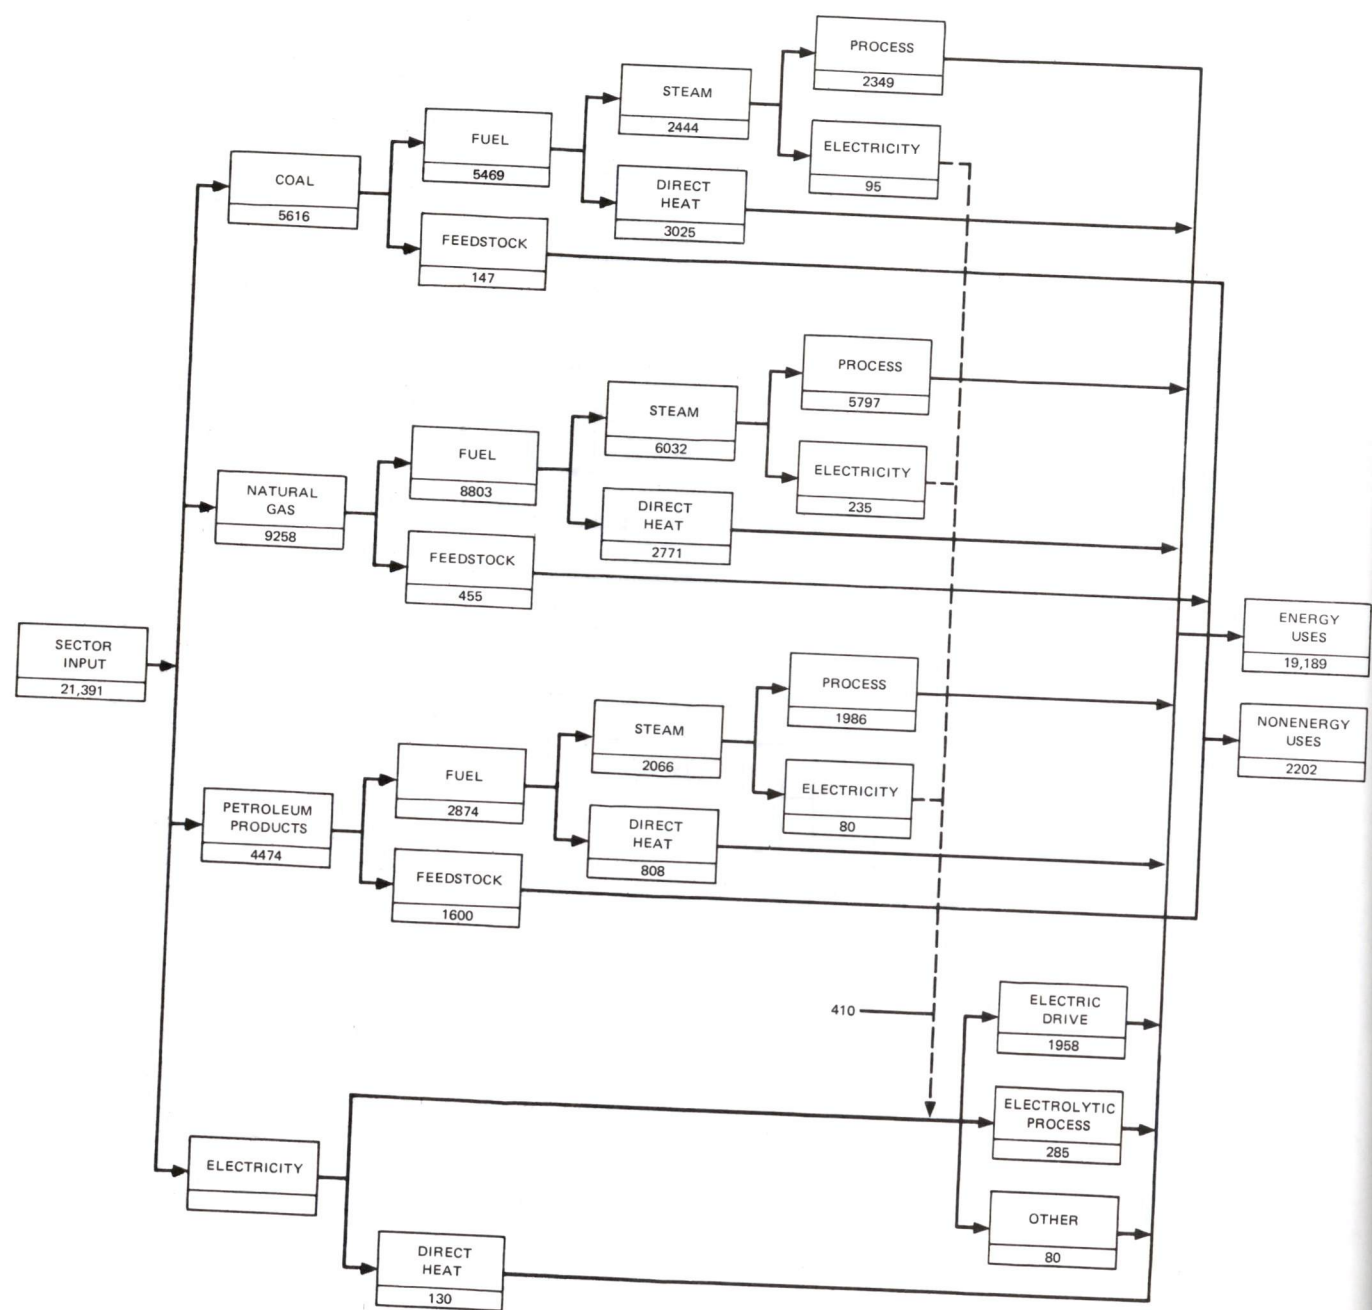 SECTOR
INPUT
21,391
COAL
5616
FUEL
5469
STEAM
2444
PROCESS
2349
ELECTRICITY
95
DIRECT
HEAT
3025
FEEDSTOCK
147
NATURAL
GAS
9258
FUEL
8803
STEAM
6032
PROCESS
5797
ELECTRICITY
235
DIRECT
HEAT
2771
FEEDSTOCK
455
PETROLEUM
PRODUCTS
4474
FUEL
2874
STEAM
2066
PROCESS
1986
ELECTRICITY
80
DIRECT
HEAT
808
FEEDSTOCK
1600
ELECTRICITY
DIRECT
HEAT
130
410
ELECTRIC
DRIVE
1958
ELECTROLYTIC
PROCESS
285
OTHER
80
ENERGY
USES
19,189
NONENERGY
USES
2202